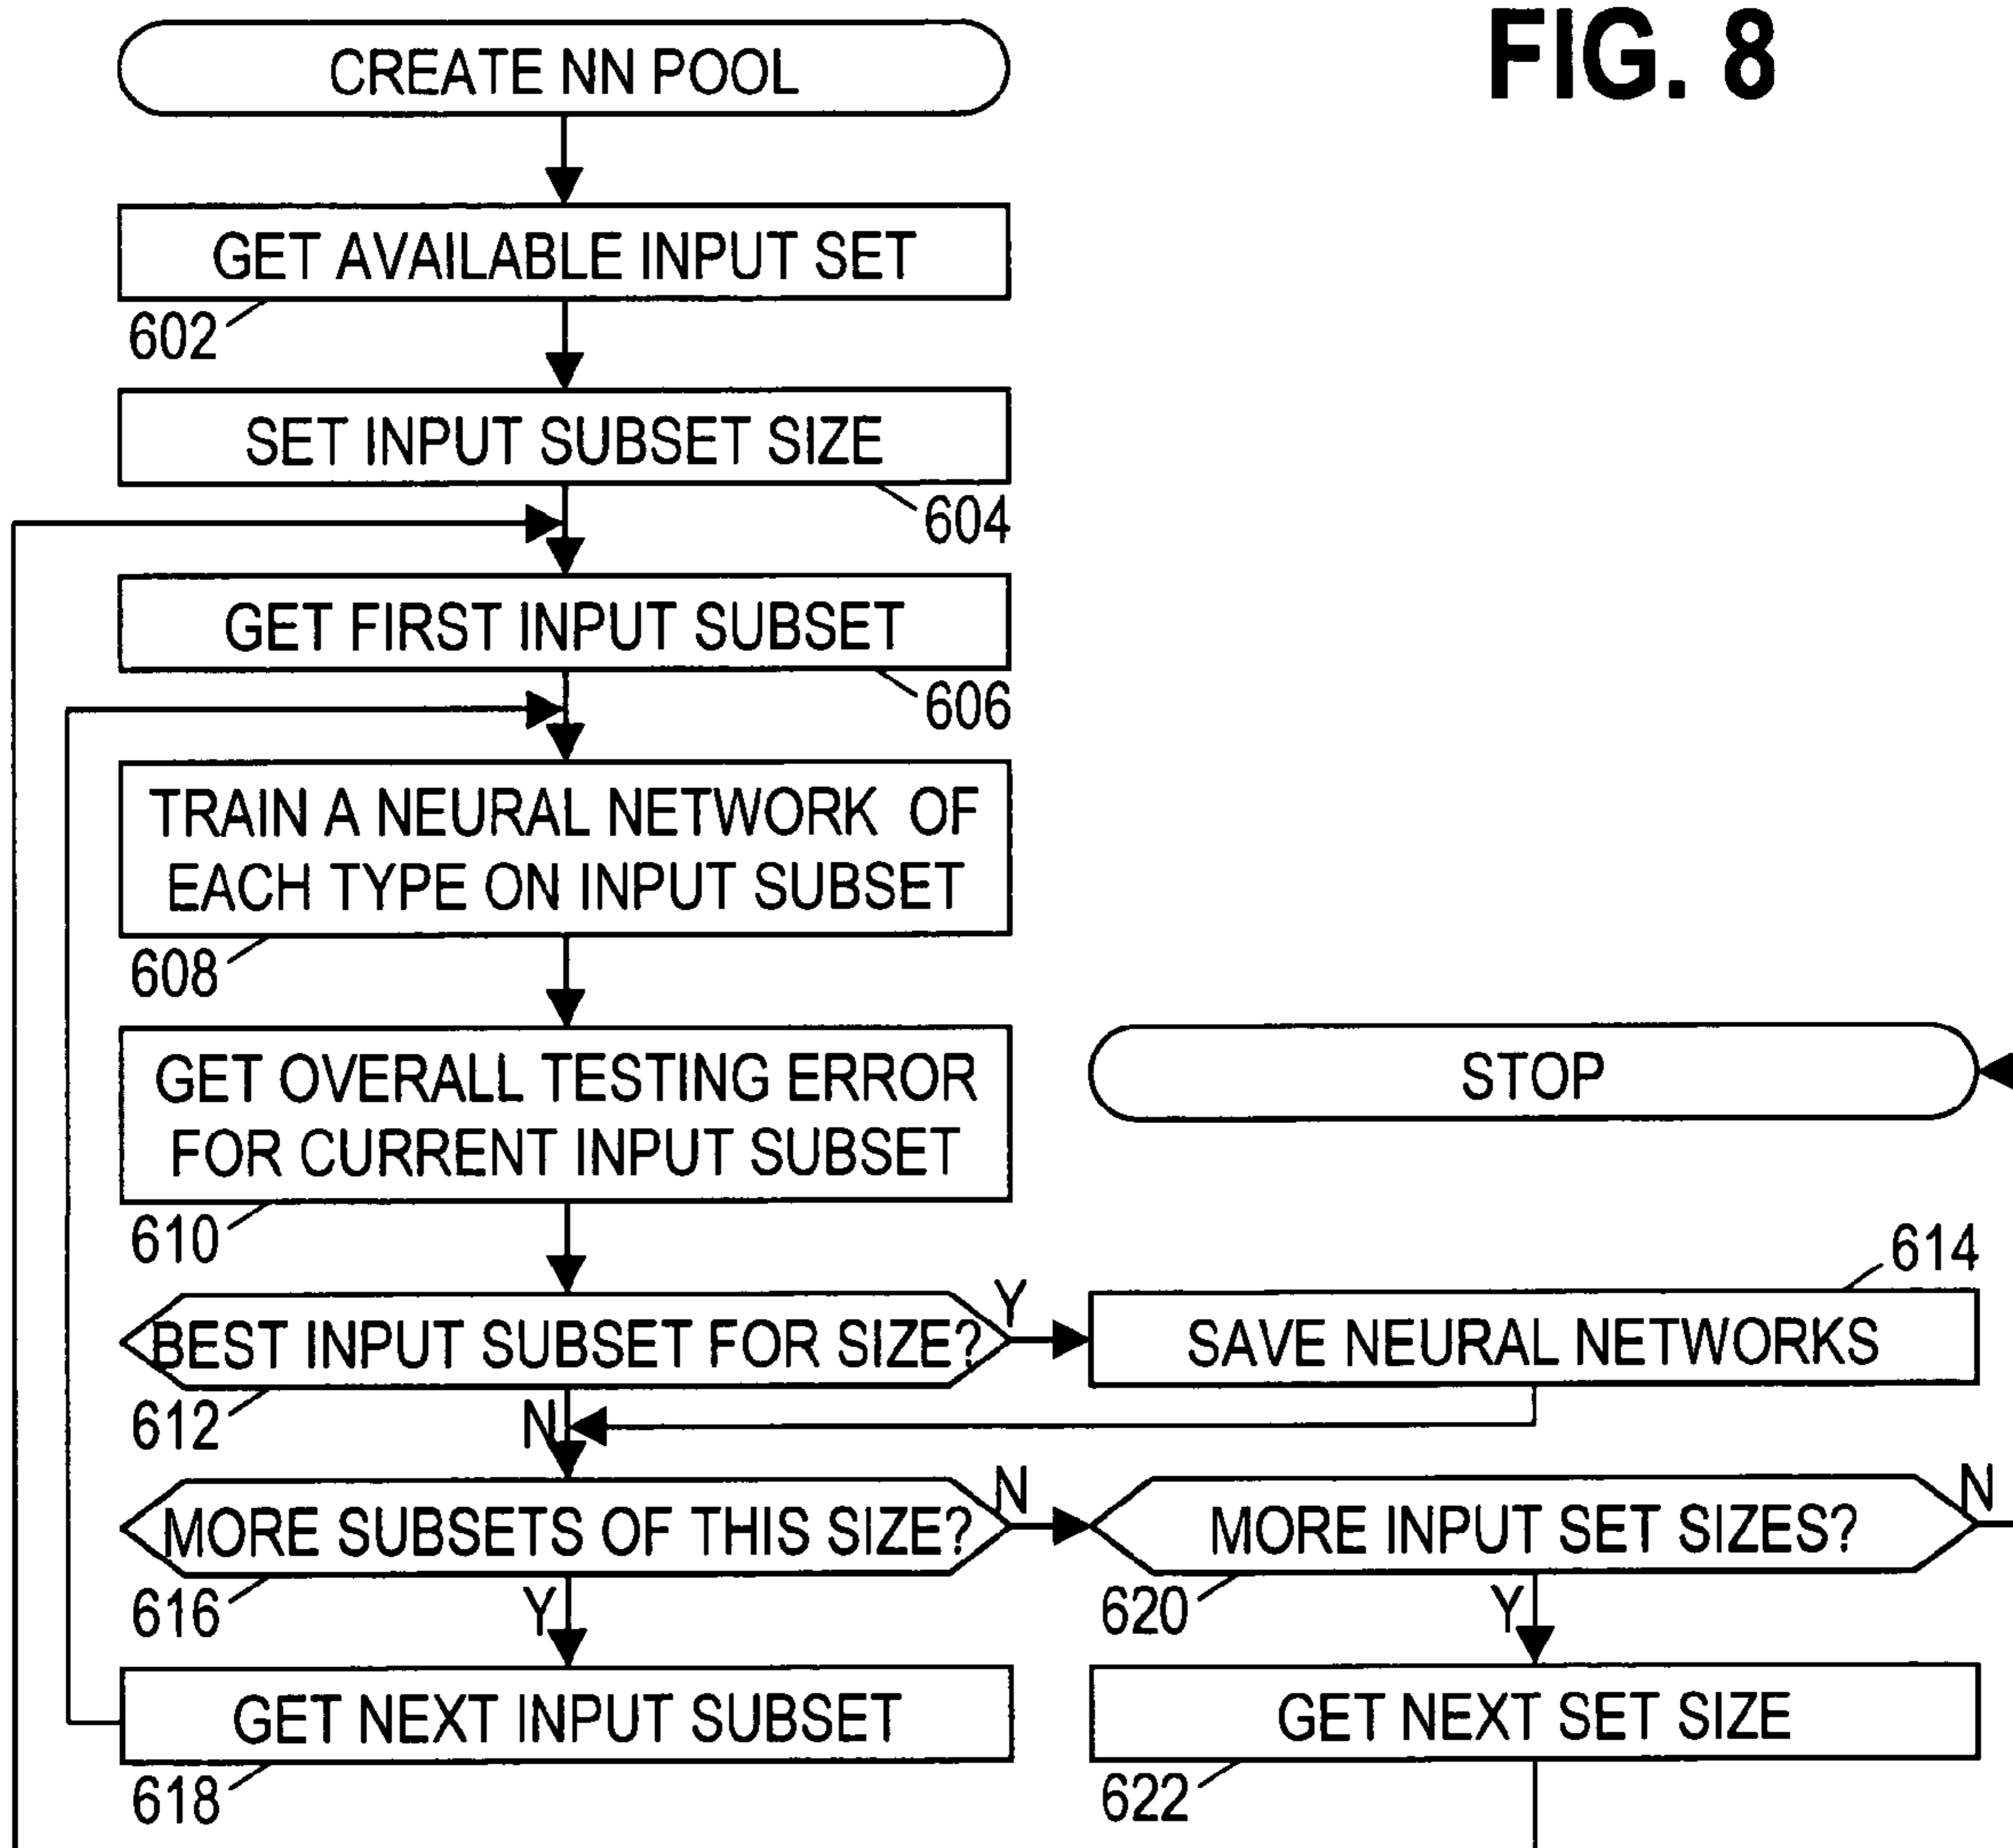 FIG. 8
CREATE NN POOL
GET AVAILABLE INPUT SET
602
SET INPUT SUBSET SIZE
604
GET FIRST INPUT SUBSET
606
TRAIN A NEURAL NETWORK OF
EACH TYPE ON INPUT SUBSET
608
GET OVERALL TESTING ERROR
FOR CURRENT INPUT SUBSET
610
STOP
BEST INPUT SUBSET FOR SIZE?
Y
612
N
614
SAVE NEURAL NETWORKS
MORE SUBSETS OF THIS SIZE?
N
616
Y
MORE INPUT SET SIZES?
N
620
Y
GET NEXT INPUT SUBSET
618
GET NEXT SET SIZE
622